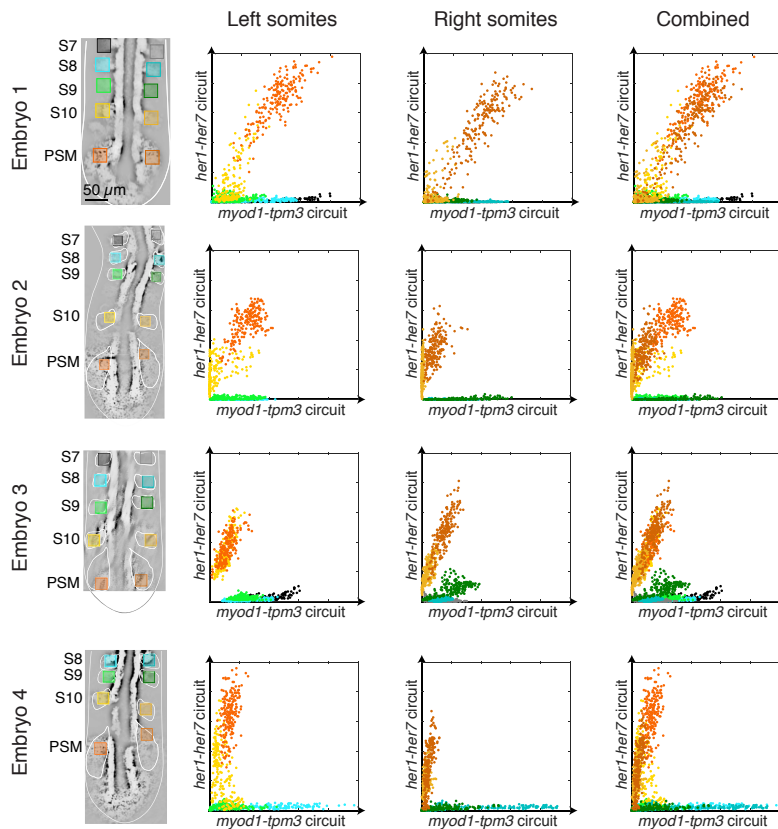 Left somites
Right somites
Combined
Embryo 1
S7
S8
S9
S10
PSM
50 µm
her1-her7 circuit
myod1-tpm3 circuit
her1-her7 circuit
myod1-tpm3 circuit
her1-her7 circuit
myod1-tpm3 circuit
Embryo 2
S7
S8
S9
S10
PSM
her1-her7 circuit
myod1-tpm3 circuit
her1-her7 circuit
myod1-tpm3 circuit
her1-her7 circuit
myod1-tpm3 circuit
Embryo 3
S7
S8
S9
S10
PSM
her1-her7 circuit
myod1-tpm3 circuit
her1-her7 circuit
myod1-tpm3 circuit
her1-her7 circuit
myod1-tpm3 circuit
Embryo 4
S8
S9
S10
PSM
her1-her7 circuit
myod1-tpm3 circuit
her1-her7 circuit
myod1-tpm3 circuit
her1-her7 circuit
myod1-tpm3 circuit